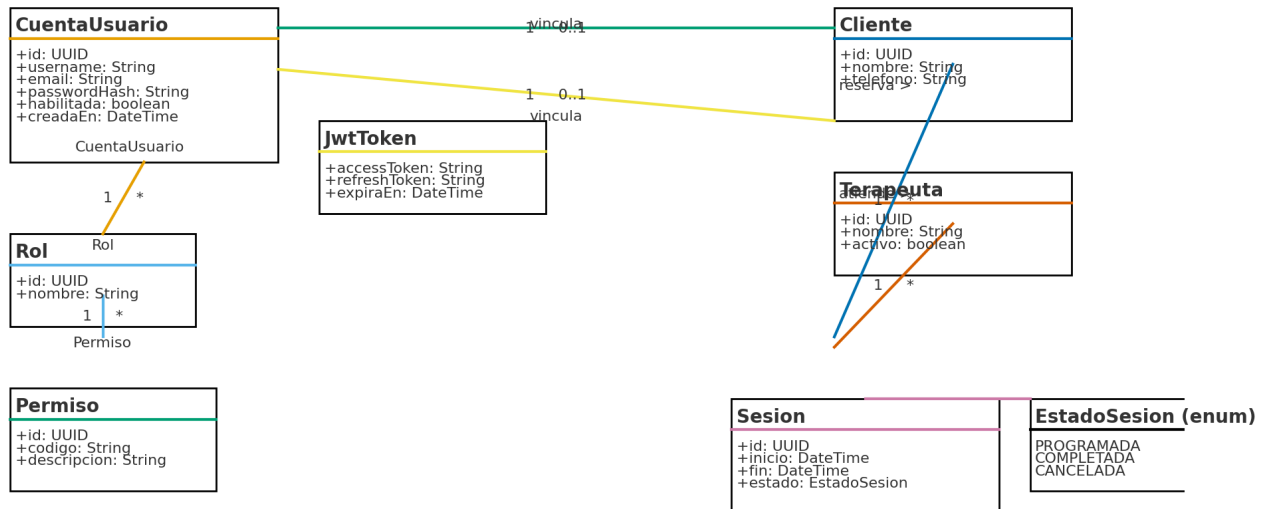 CuentaUsuario
+id: UUID
+username: String
+email: String
+passwordHash: String
+habilitada: boolean
+creadaEn: DateTime
CuentaUsuario
1 *
vincula
1 0..1
1 0..1
vincula
JwtToken
+accessToken: String
+refreshToken: String
+expiraEn: DateTime
Cliente
+id: UUID
+nombre: String
+telefono: String
reserva >
Terapeuta
1 *
+id: UUID
+nombre: String
+activo: boolean
1 *
Rol
Rol
+id: UUID
+nombre: String
1 *
Permiso
Permiso
+id: UUID
+codigo: String
+descripcion: String
Sesion
+id: UUID
+inicio: DateTime
+fin: DateTime
+estado: EstadoSesion
EstadoSesion (enum)
PROGRAMADA
COMPLETADA
CANCELADA